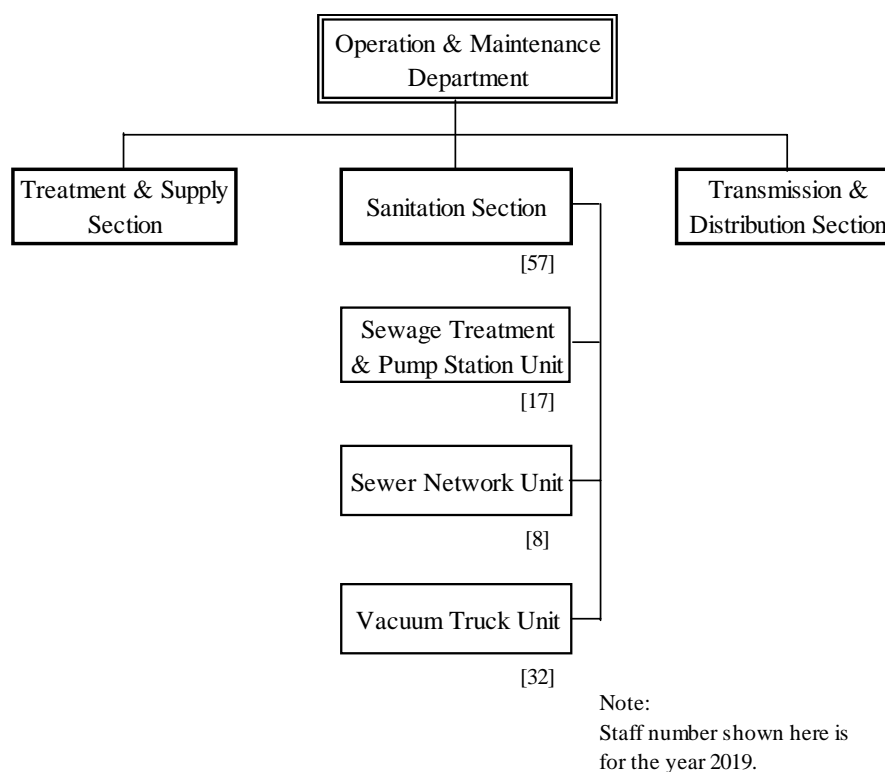 Operation & Maintenance
Department
Treatment & Supply
Section
Sanitation Section
Transmission &
Distribution Section
[57]
Sewage Treatment
& Pump Station Unit
[17]
Sewer Network Unit
[8]
Vacuum Truck Unit
[32]
Note:
Staff number shown here is
for the year 2019.